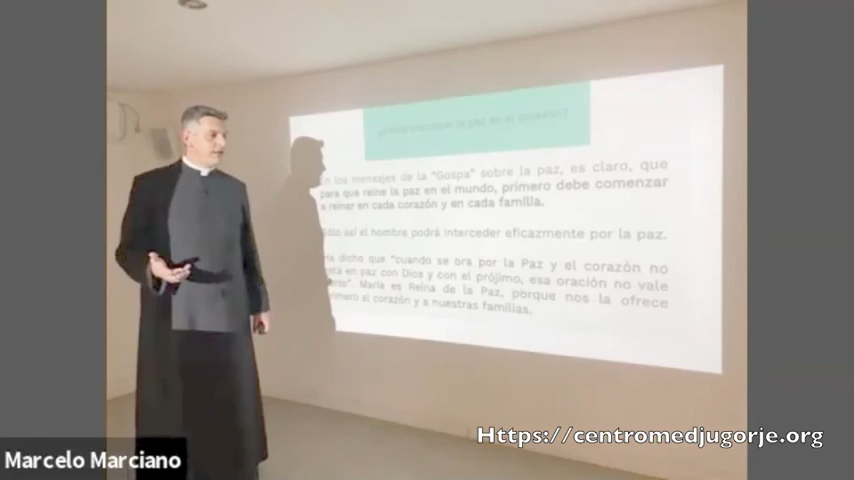 la paz en el corazón?
En los mensajes de la "Gospa" sobre la paz, es claro, que
para que reine la paz en el mundo, primero debe comenzar
a reinar en cada corazón y en cada familia.
Sólo así el hombre podrá interceder eficazmente por la paz.
Ha dicho que "cuando se ora por la Paz y el corazón no
está en paz con Dios y con el prójimo, esa oración no vale
María es Reina de la Paz, porque nos la ofrece
primero al corazón y a nuestras familias.
Https://centromedjugorje.org
Marcelo Marciano